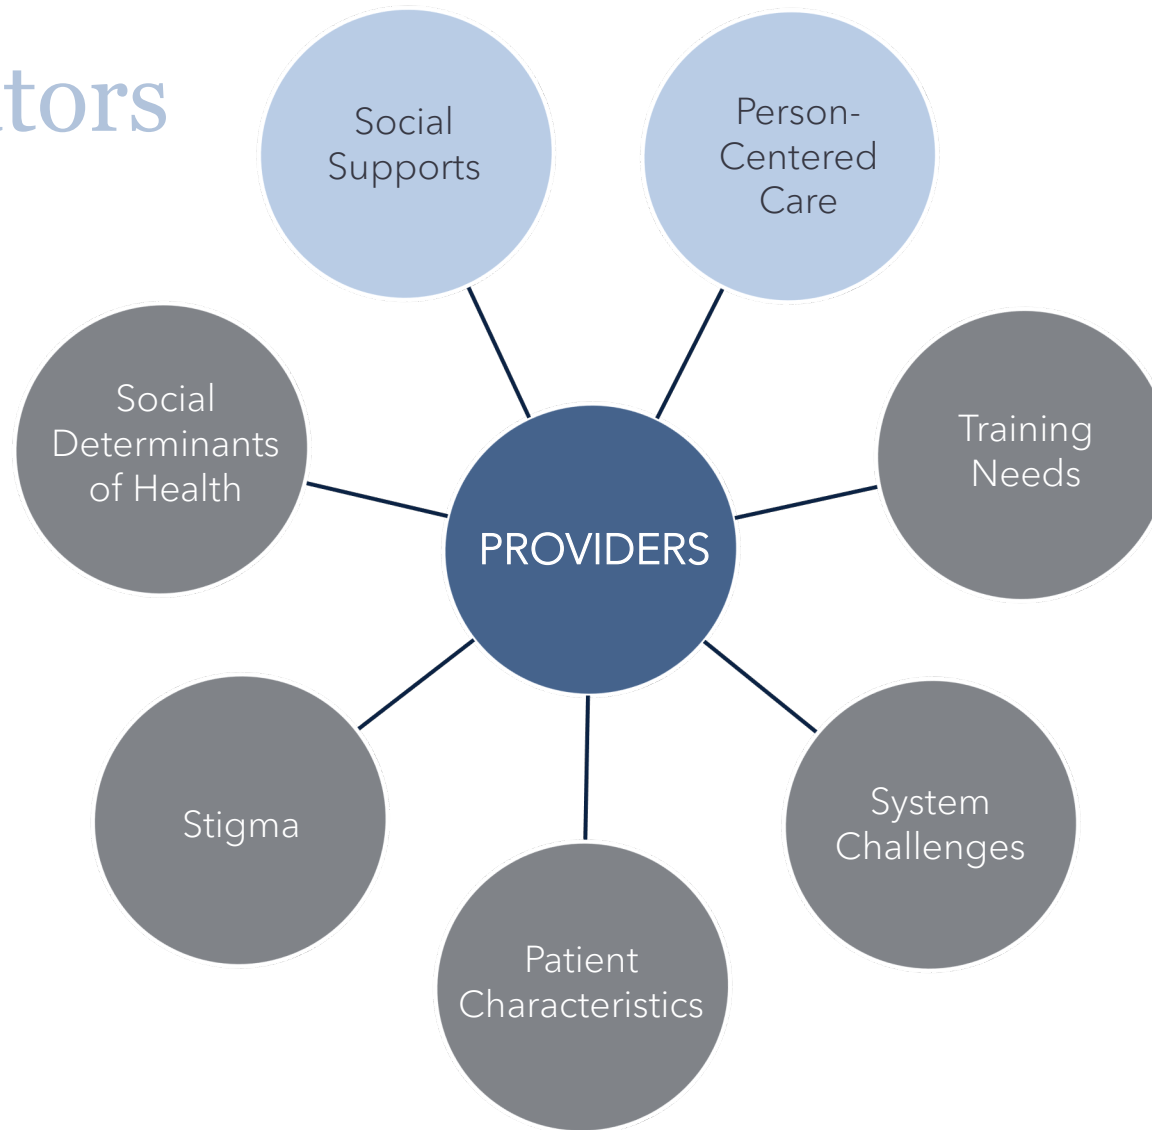 tors
Social
Supports
Person-
Centered
Care
Social
Determinants
of Health
Training
Needs
PROVIDERS
Stigma
System
Challenges
Patient
Characteristics